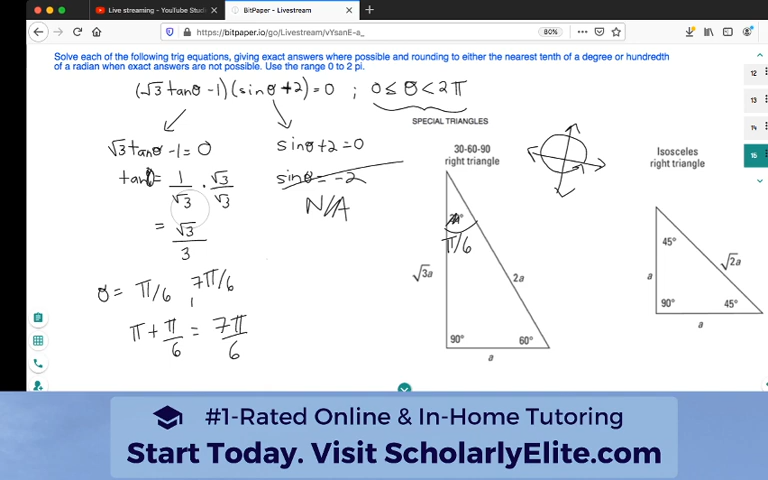 Live streaming - YouTube Studi
BitPaper - Livestream
https://bitpaper.io/go/Livestream/vYsanE-a_
80%
Solve each of the following trig equations, giving exact answers where possible and rounding to either the nearest tenth of a degree or hundredth
of a radian when exact answers are not possible. Use the range 0 to 2 pi.
(√3 tanθ -1)(sinθ +2)=0 ; 0 ≤ θ < 2π
SPECIAL TRIANGLES
√3 tanθ -1 = 0
tanθ = 1/√3 · √3/√3
= √3/3
θ = π/6, 7π/6
π + π/6 = 7π/6
sinθ+2=0
sinθ = -2
N/A
30-60-90
right triangle
π/6
√3a
2a
90°
60°
a
Isosceles
right triangle
45°
√2a
a
90°
45°
a
12
13
14
15
#1-Rated Online & In-Home Tutoring
Start Today. Visit ScholarlyElite.com